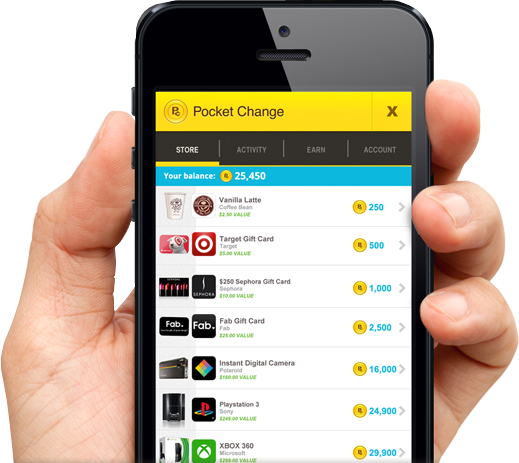 Pocket Change
X
STORE
ACTIVITY
EARN
ACCOUNT
Your balance: 25,450
Vanilla Latte
Coffee Bean
$2.50 VALUE
250
Target Gift Card
Target
$5.00 VALUE
500
SEPHORA
$250 Sephora Gift Card
Sephora
$10.00 VALUE
1,000
Fab.
Fab.
Fab Gift Card
Fab
$25.00 VALUE
2,500
Instant Digital Camera
Polaroid
$160.00 VALUE
16,000
Playstation 3
Sony
$249.00 VALUE
24,900
XBOX 360
Microsoft
$299.00 VALUE
29,900